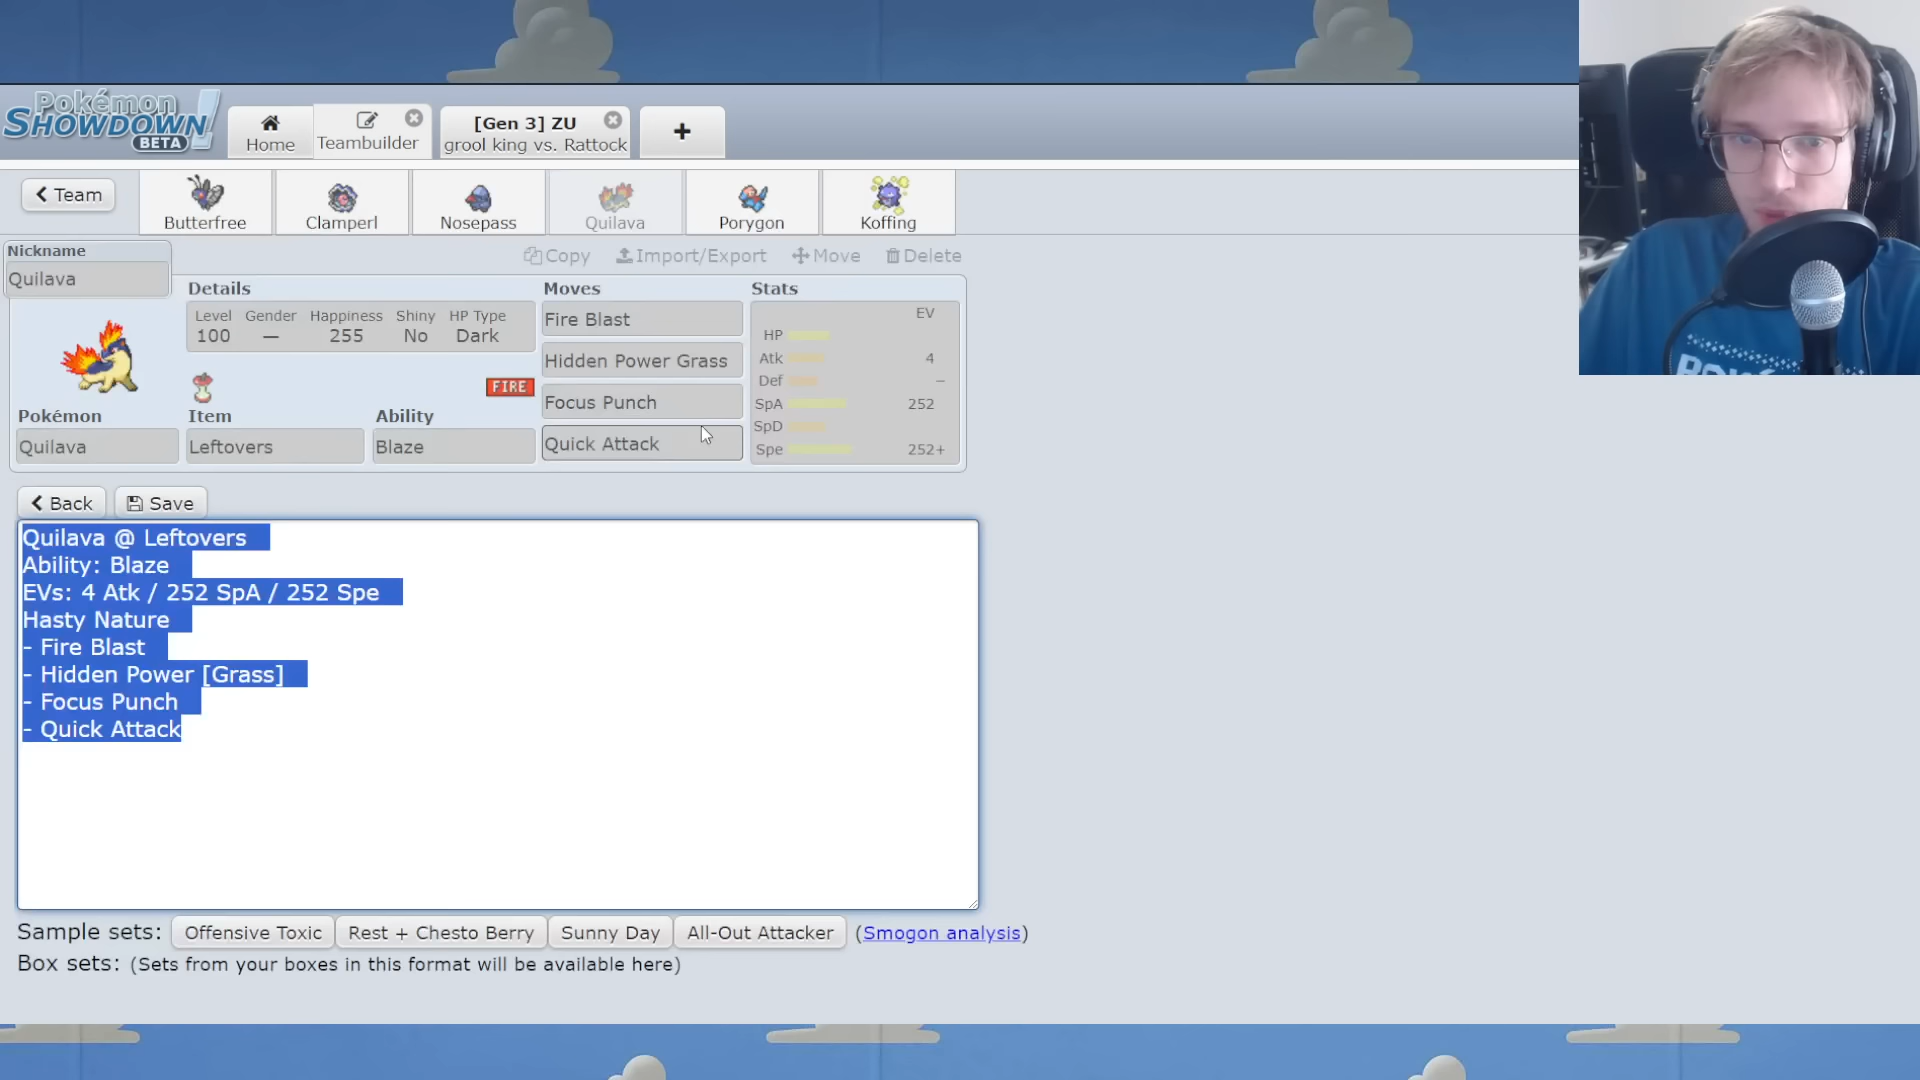 Pokémon
SHOWDOWN!
BETA
Home
Teambuilder
[Gen 3] ZU
grool king vs. Rattock
+
Team
Butterfree
Clamperl
Nosepass
Quilava
Porygon
Koffing
Copy
Import/Export
Move
Delete
Nickname
Quilava
Details
Level
Gender
Happiness
Shiny
HP Type
100
—
255
No
Dark
FIRE
Pokémon
Item
Ability
Quilava
Leftovers
Blaze
Moves
Fire Blast
Hidden Power Grass
Focus Punch
Quick Attack
Stats
EV
HP
Atk 4
Def –
SpA 252
SpD
Spe 252+
Back
Save
Quilava @ Leftovers
Ability: Blaze
EVs: 4 Atk / 252 SpA / 252 Spe
Hasty Nature
- Fire Blast
- Hidden Power [Grass]
- Focus Punch
- Quick Attack
Sample sets: Offensive Toxic Rest + Chesto Berry Sunny Day All-Out Attacker (Smogon analysis)
Box sets: (Sets from your boxes in this format will be available here)